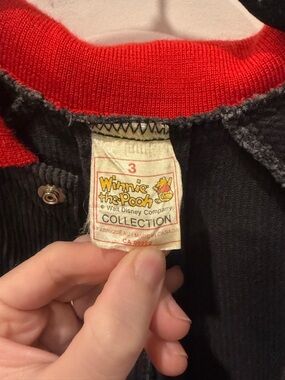 3
Winnie
the Pooh
© Walt Disney Company
COLLECTION